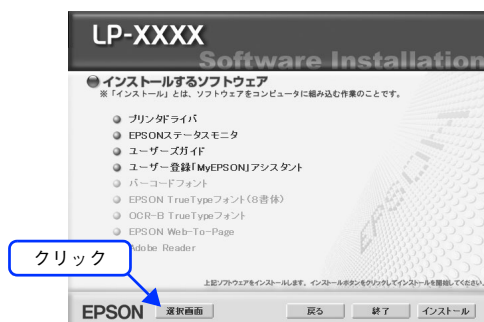 LP-XXXX
Software Installation
インストールするソフトウェア
※「インストール」とは、ソフトウェアをコンピュータに組み込む作業のことです。
プリンタドライバ
EPSONステータスモニタ
ユーザーズガイド
ユーザー登録「MyEPSON」アシスタント
バーコードフォント
EPSON TrueTypeフォント(8書体)
OCR-B TrueTypeフォント
EPSON Web-To-Page
Adobe Reader
クリック
上記ソフトウェアをインストールします。インストールボタンをクリックしてインストールを開始してください。
EPSON 選択画面 戻る 終了 インストール
EPSON